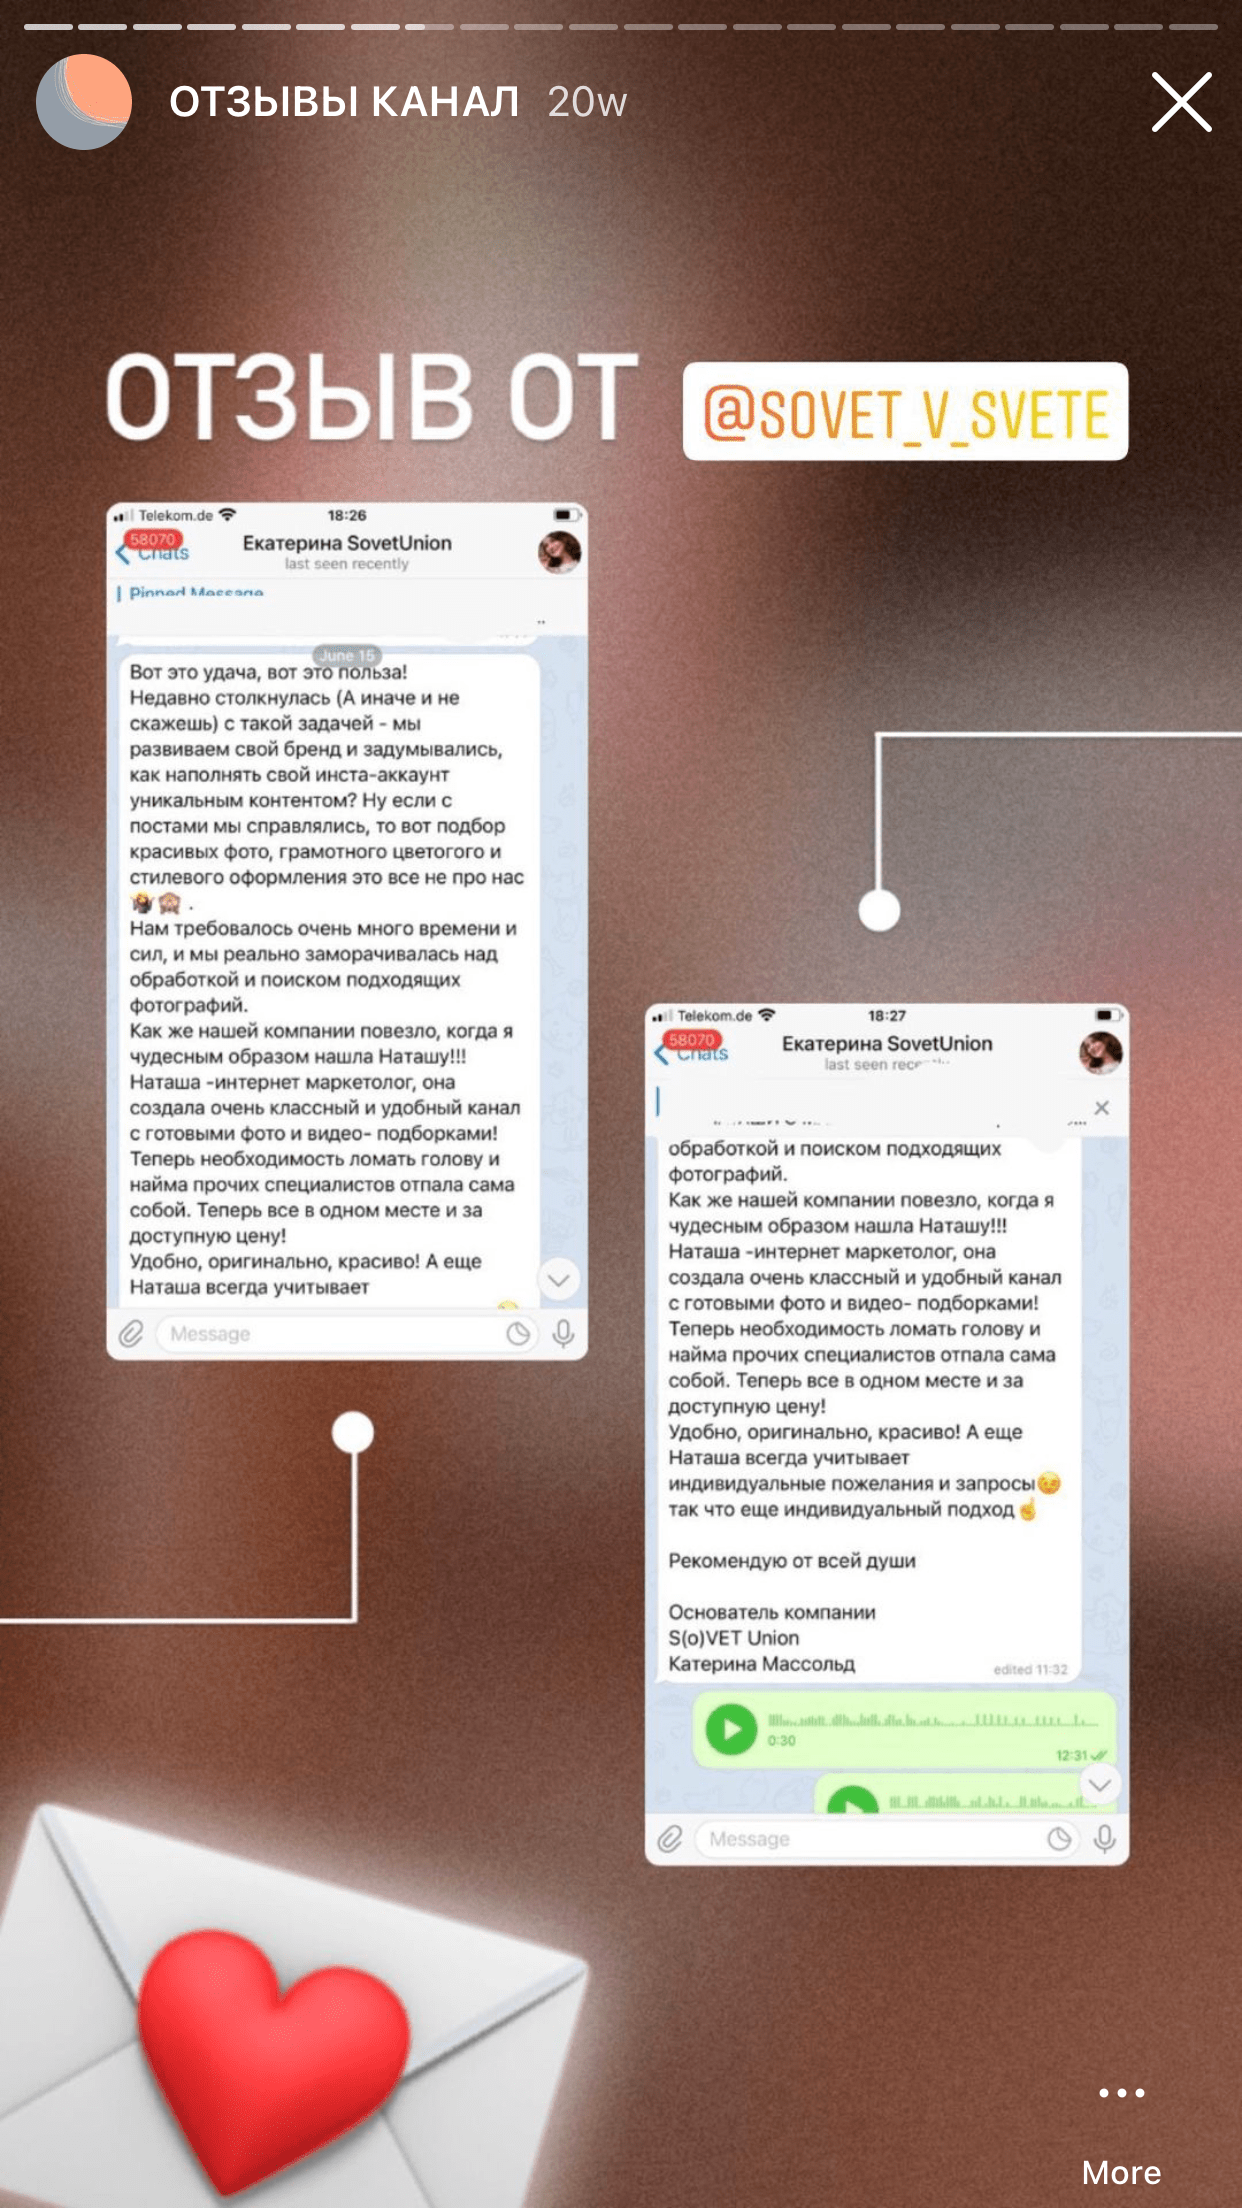 ОТЗЫВЫ КАНАЛ 20w
ОТЗЫВ ОТ @SOVET_V_SVETE
Telekom.de 18:26
58070
Chats
Екатерина SovetUnion
last seen recently
Pinned Message
June 15
Вот это удача, вот это польза!
Недавно столкнулась (А иначе и не
скажешь) с такой задачей - мы
развиваем свой бренд и задумывались,
как наполнять свой инста-аккаунт
уникальным контентом? Ну если с
постами мы справлялись, то вот подбор
красивых фото, грамотного цветогого и
стилевого оформления это все не про нас
🤷🙈 .
Нам требовалось очень много времени и
сил, и мы реально заморачивалась над
обработкой и поиском подходящих
фотографий.
Как же нашей компании повезло, когда я
чудесным образом нашла Наташу!!!
Наташа -интернет маркетолог, она
создала очень классный и удобный канал
с готовыми фото и видео- подборками!
Теперь необходимость ломать голову и
найма прочих специалистов отпала сама
собой. Теперь все в одном месте и за
доступную цену!
Удобно, оригинально, красиво! А еще
Наташа всегда учитывает
Message
Telekom.de 18:27
58070
Chats
Екатерина SovetUnion
last seen
обработкой и поиском подходящих
фотографий.
Как же нашей компании повезло, когда я
чудесным образом нашла Наташу!!!
Наташа -интернет маркетолог, она
создала очень классный и удобный канал
с готовыми фото и видео- подборками!
Теперь необходимость ломать голову и
найма прочих специалистов отпала сама
собой. Теперь все в одном месте и за
доступную цену!
Удобно, оригинально, красиво! А еще
Наташа всегда учитывает
индивидуальные пожелания и запросы😉
так что еще индивидуальный подход☝️
Рекомендую от всей души
Основатель компании
S(o)VET Union
Катерина Массольд
edited 11:32
0:30
12:31
Message
More